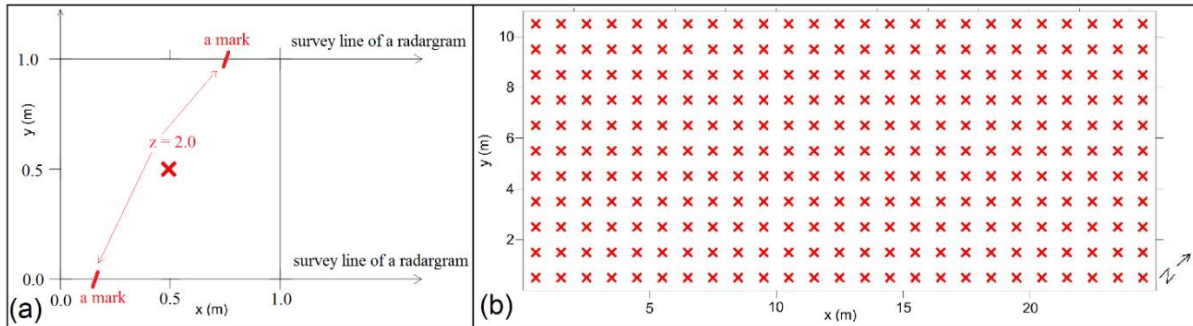 a mark
survey line of a radargram
1.0
y (m)
z = 2.0
0.5
survey line of a radargram
0.0
a mark
0.0
0.5
1.0
x (m)
(a)
10
8
6
4
2
y (m)
5
10
15
20
x (m)
N
(b)